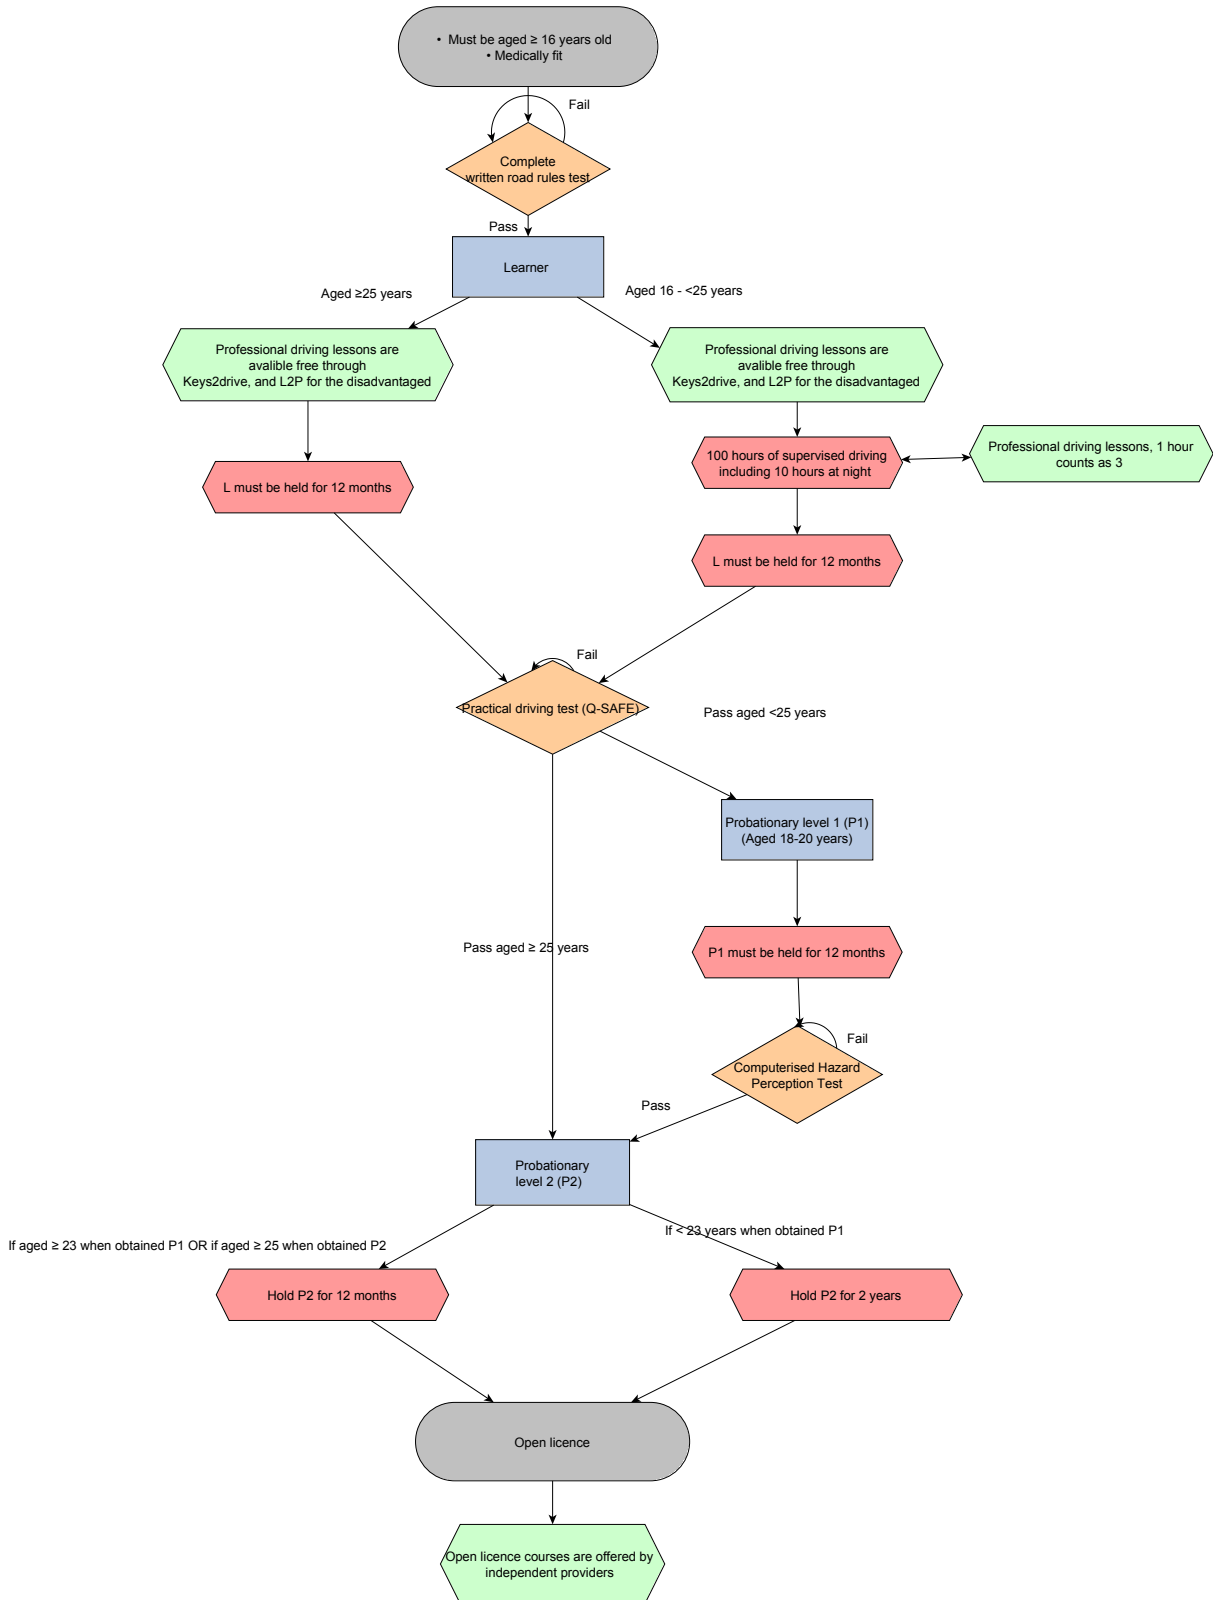 • Must be aged ≥ 16 years old
• Medically fit
Fail
Complete
written road rules test
Pass
Learner
Aged ≥25 years
Aged 16 - <25 years
Professional driving lessons are
avalible free through
Keys2drive, and L2P for the disadvantaged
Professional driving lessons are
avalible free through
Keys2drive, and L2P for the disadvantaged
100 hours of supervised driving
including 10 hours at night
Professional driving lessons, 1 hour
counts as 3
L must be held for 12 months
L must be held for 12 months
Fail
Practical driving test (Q-SAFE)
Pass aged <25 years
Probationary level 1 (P1)
(Aged 18-20 years)
Pass aged ≥ 25 years
P1 must be held for 12 months
Fail
Computerised Hazard
Perception Test
Pass
Probationary
level 2 (P2)
If aged ≥ 23 when obtained P1 OR if aged ≥ 25 when obtained P2
If < 23 years when obtained P1
Hold P2 for 12 months
Hold P2 for 2 years
Open licence
Open licence courses are offered by
independent providers